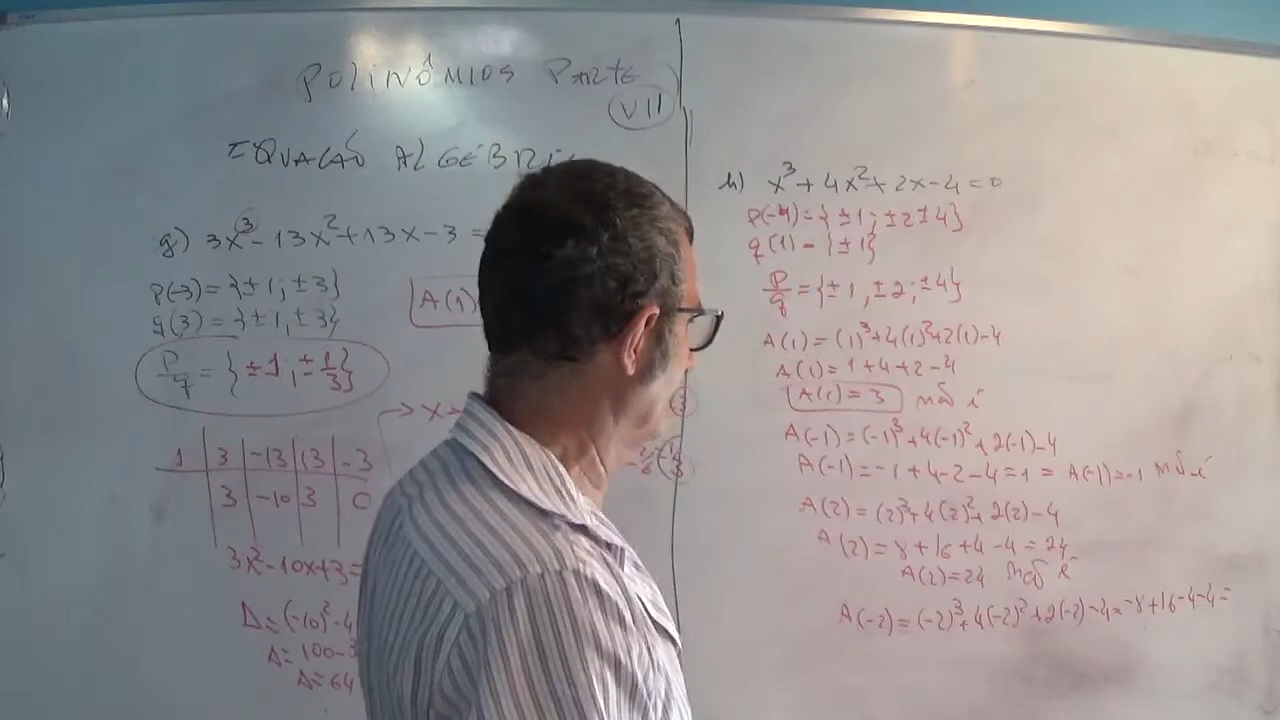 POLINÔMIOS PARTE
VII
EQUAÇÃO ALGÉBRI
g) 3x³ - 13x² + 13x - 3 =
p(-3) = {±1; ±3}
q(3) = {±1, ±3}
p/q = {±1; ±1/3}
A(1)
→ x
1 | 3 | -13 | 13 | -3
3 | -10 | 3 | 0
3x² - 10x + 3 =
Δ = (-10)² - 4
Δ = 100 - 3
Δ = 64
h) x³ + 4x² + 2x - 4 = 0
p(-4) = {±1; ±2 ±4}
q(1) = {±1}
p/q = {±1, ±2; ±4}
A(1) = (1)³ + 4(1)² + 2(1) - 4
A(1) = 1 + 4 + 2 - 4
A(1) = 3 não é
A(-1) = (-1)³ + 4(-1)² + 2(-1) - 4
A(-1) = -1 + 4 - 2 - 4 = 1 = A(-1) = -1 não é
A(2) = (2)³ + 4(2)² + 2(2) - 4
A(2) = 8 + 16 + 4 - 4 = 24
A(2) = 24 não é
A(-2) = (-2)³ + 4(-2)² + 2(-2) - 4 = -8 + 16 - 4 - 4 =